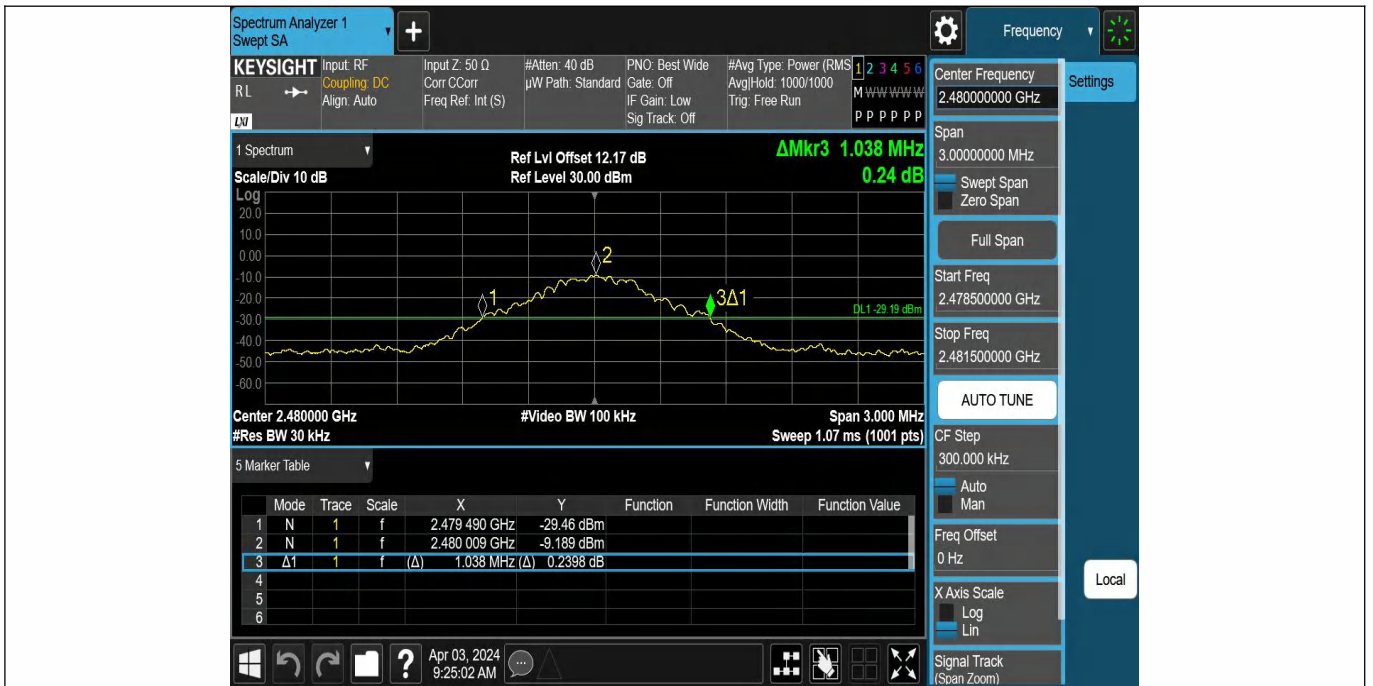 Spectrum Analyzer 1
Swept SA
Frequency
KEYSIGHT
RL
LXI
Input: RF
Coupling: DC
Align: Auto
Input Z: 50 Ω
Corr CCorr
Freq Ref: Int (S)
#Atten: 40 dB
µW Path: Standard
PNO: Best Wide
Gate: Off
IF Gain: Low
Sig Track: Off
#Avg Type: Power (RMS
Avg|Hold: 1000/1000
Trig: Free Run
1 2 3 4 5 6
M W W W W W
P P P P P P
1 Spectrum
Scale/Div 10 dB
Ref Lvl Offset 12.17 dB
Ref Level 30.00 dBm
ΔMkr3 1.038 MHz
0.24 dB
Log
20.0
10.0
0.00
-10.0
-20.0
-30.0
-40.0
-50.0
-60.0
2
1
3Δ1
DL1 -29.19 dBm
Center 2.480000 GHz
#Video BW 100 kHz
Span 3.000 MHz
#Res BW 30 kHz
Sweep 1.07 ms (1001 pts)
5 Marker Table
Mode Trace Scale X Y Function Function Width Function Value
1 N 1 f 2.479 490 GHz -29.46 dBm
2 N 1 f 2.480 009 GHz -9.189 dBm
3 Δ1 1 f (Δ) 1.038 MHz (Δ) 0.2398 dB
4
5
6
?
Apr 03, 2024
9:25:02 AM
Center Frequency
2.480000000 GHz
Settings
Span
3.00000000 MHz
Swept Span
Zero Span
Full Span
Start Freq
2.478500000 GHz
Stop Freq
2.481500000 GHz
AUTO TUNE
CF Step
300.000 kHz
Auto
Man
Freq Offset
0 Hz
X Axis Scale
Log
Lin
Signal Track
(Span Zoom)
Local